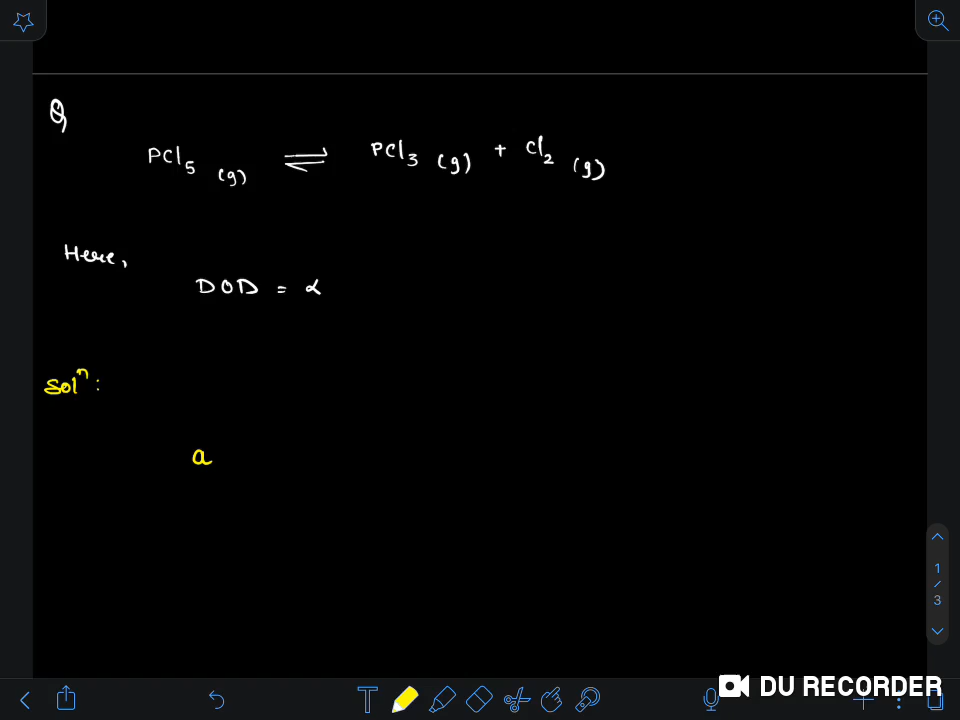 Q
PCl5 (g) ⇌ PCl3 (g) + Cl2 (g)
Here,
DOD = α
Solⁿ :
a
1
/
3
T
DU RECORDER